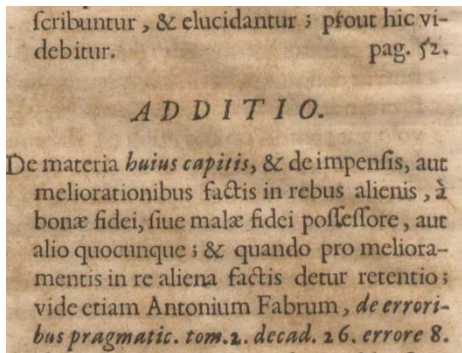 ſcribuntur, & elucidantur; prout hic vi-
debitur. pag. 52.
ADDITIO.
De materia huius capitis, & de impenſis, aut
meliorationibus factis in rebus alienis, à
bonæ fidei, ſiue malæ fidei poſſeſſore, aut
alio quocunque; & quando pro meliora-
mentis in re aliena factis detur retentio;
vide etiam Antonium Fabrum, de errori-
bus pragmatic. tom.2. decad. 26. errore 8.